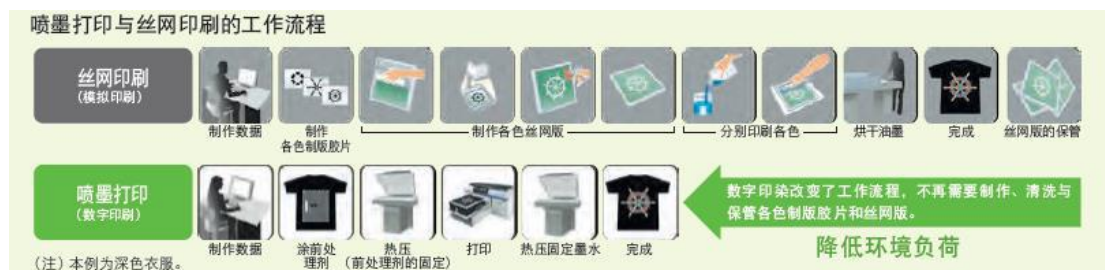 喷墨打印与丝网印刷的工作流程
丝网印刷
（模拟印刷）
制作数据
制作
各色制版胶片
制作各色丝网版
分别印刷各色
烘干油墨
完成
丝网版的保管
喷墨打印
（数字印刷）
制作数据
涂前处
理剂
热压
（前处理剂的固定）
打印
热压固定墨水
完成
数字印染改变了工作流程，不再需要制作、清洗与
保管各色制版胶片和丝网版。
降低环境负荷
（注）本例为深色衣服。